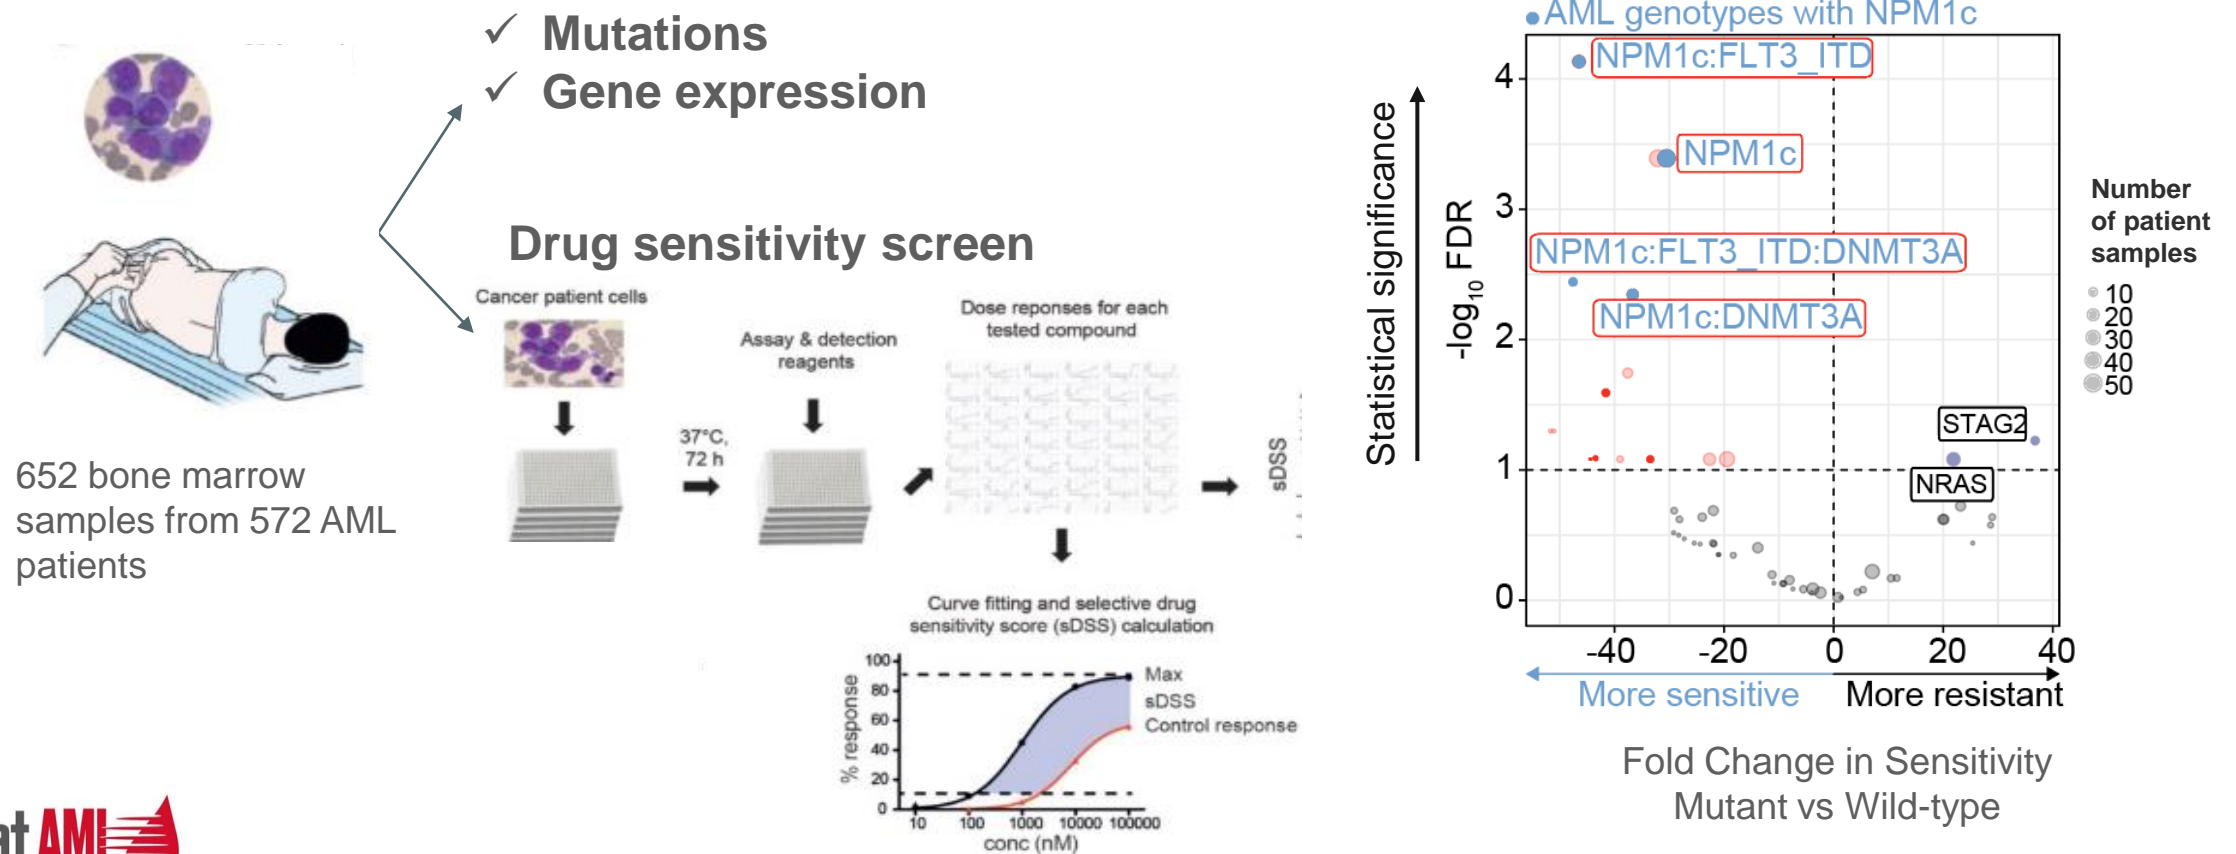 ✓ Mutations
✓ Gene expression
Drug sensitivity screen
652 bone marrow
samples from 572 AML
patients
Cancer patient cells
37°C,
72 h
Assay & detection
reagents
Dose reponses for each
tested compound
sDSS
Curve fitting and selective drug
sensitivity score (sDSS) calculation
% response
100
80
60
40
20
0
10 100 1000 10000 100000
conc (nM)
Max
sDSS
Control response
at AML
AML genotypes with NPM1c
NPM1c:FLT3_ITD
NPM1c
NPM1c:FLT3_ITD:DNMT3A
NPM1c:DNMT3A
STAG2
NRAS
Statistical significance
-log10 FDR
4
3
2
1
0
-40 -20 0 20 40
More sensitive
More resistant
Fold Change in Sensitivity
Mutant vs Wild-type
Number
of patient
samples
10
20
30
40
50